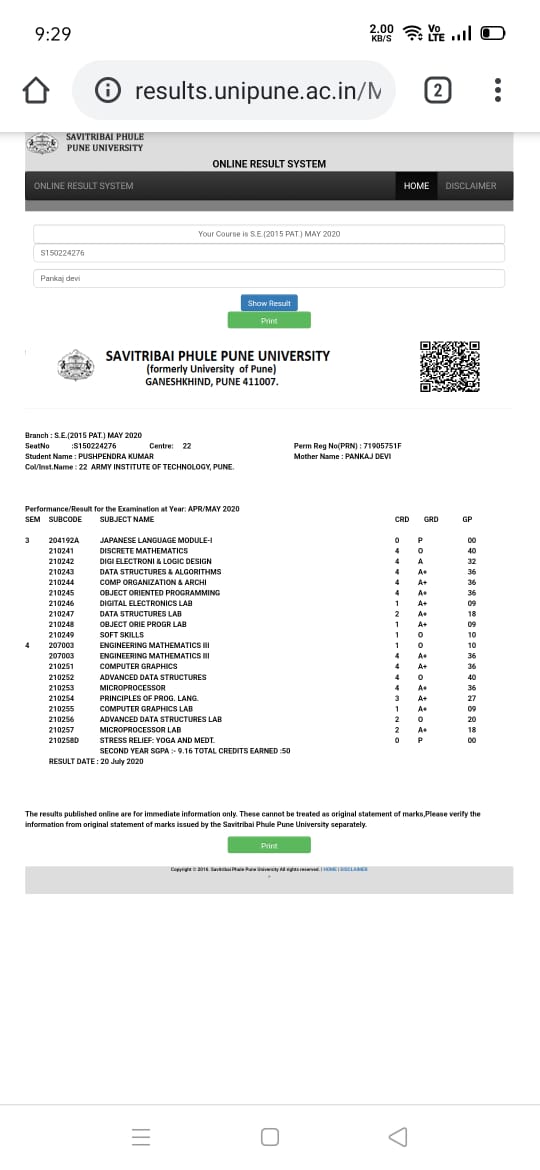 9:29
2.00 KB/S Vo LTE
results.unipune.ac.in/M
2
SAVITRIBAI PHULE
PUNE UNIVERSITY
ONLINE RESULT SYSTEM
ONLINE RESULT SYSTEM HOME DISCLAIMER
Your Course is S.E.(2015 PAT.) MAY 2020
S150224276
Pankaj devi
Show Result
Print
SAVITRIBAI PHULE PUNE UNIVERSITY
(formerly University of Pune)
GANESHKHIND, PUNE 411007.
Branch : S.E.(2015 PAT.) MAY 2020
SeatNo :S150224276 Centre: 22 Perm Reg No(PRN) : 71905751F
Student Name : PUSHPENDRA KUMAR Mother Name : PANKAJ DEVI
Col/Inst.Name : 22 ARMY INSTITUTE OF TECHNOLOGY, PUNE.
Performance/Result for the Examination at Year: APR/MAY 2020
SEM SUBCODE SUBJECT NAME CRD GRD GP
3 204192A JAPANESE LANGUAGE MODULE-I 0 P 00
210241 DISCRETE MATHEMATICS 4 O 40
210242 DIGI ELECTRONI & LOGIC DESIGN 4 A 32
210243 DATA STRUCTURES & ALGORITHMS 4 A+ 36
210244 COMP ORGANIZATION & ARCHI 4 A+ 36
210245 OBJECT ORIENTED PROGRAMMING 4 A+ 36
210246 DIGITAL ELECTRONICS LAB 1 A+ 09
210247 DATA STRUCTURES LAB 2 A+ 18
210248 OBJECT ORIE PROGR LAB 1 A+ 09
210249 SOFT SKILLS 1 O 10
4 207003 ENGINEERING MATHEMATICS III 1 O 10
207003 ENGINEERING MATHEMATICS III 4 A+ 36
210251 COMPUTER GRAPHICS 4 A+ 36
210252 ADVANCED DATA STRUCTURES 4 O 40
210253 MICROPROCESSOR 4 A+ 36
210254 PRINCIPLES OF PROG. LANG. 3 A+ 27
210255 COMPUTER GRAPHICS LAB 1 A+ 09
210256 ADVANCED DATA STRUCTURES LAB 2 O 20
210257 MICROPROCESSOR LAB 2 A+ 18
210258D STRESS RELIEF: YOGA AND MEDT. 0 P 00
SECOND YEAR SGPA :- 9.16 TOTAL CREDITS EARNED :50
RESULT DATE : 20 July 2020
The results published online are for immediate information only. These cannot be treated as original statement of marks,Please verify the
information from original statement of marks issued by the Savitribai Phule Pune University separately.
Print
Copyright © 2016. Savitribai Phule Pune University All rights reserved. | HOME | DISCLAIMER